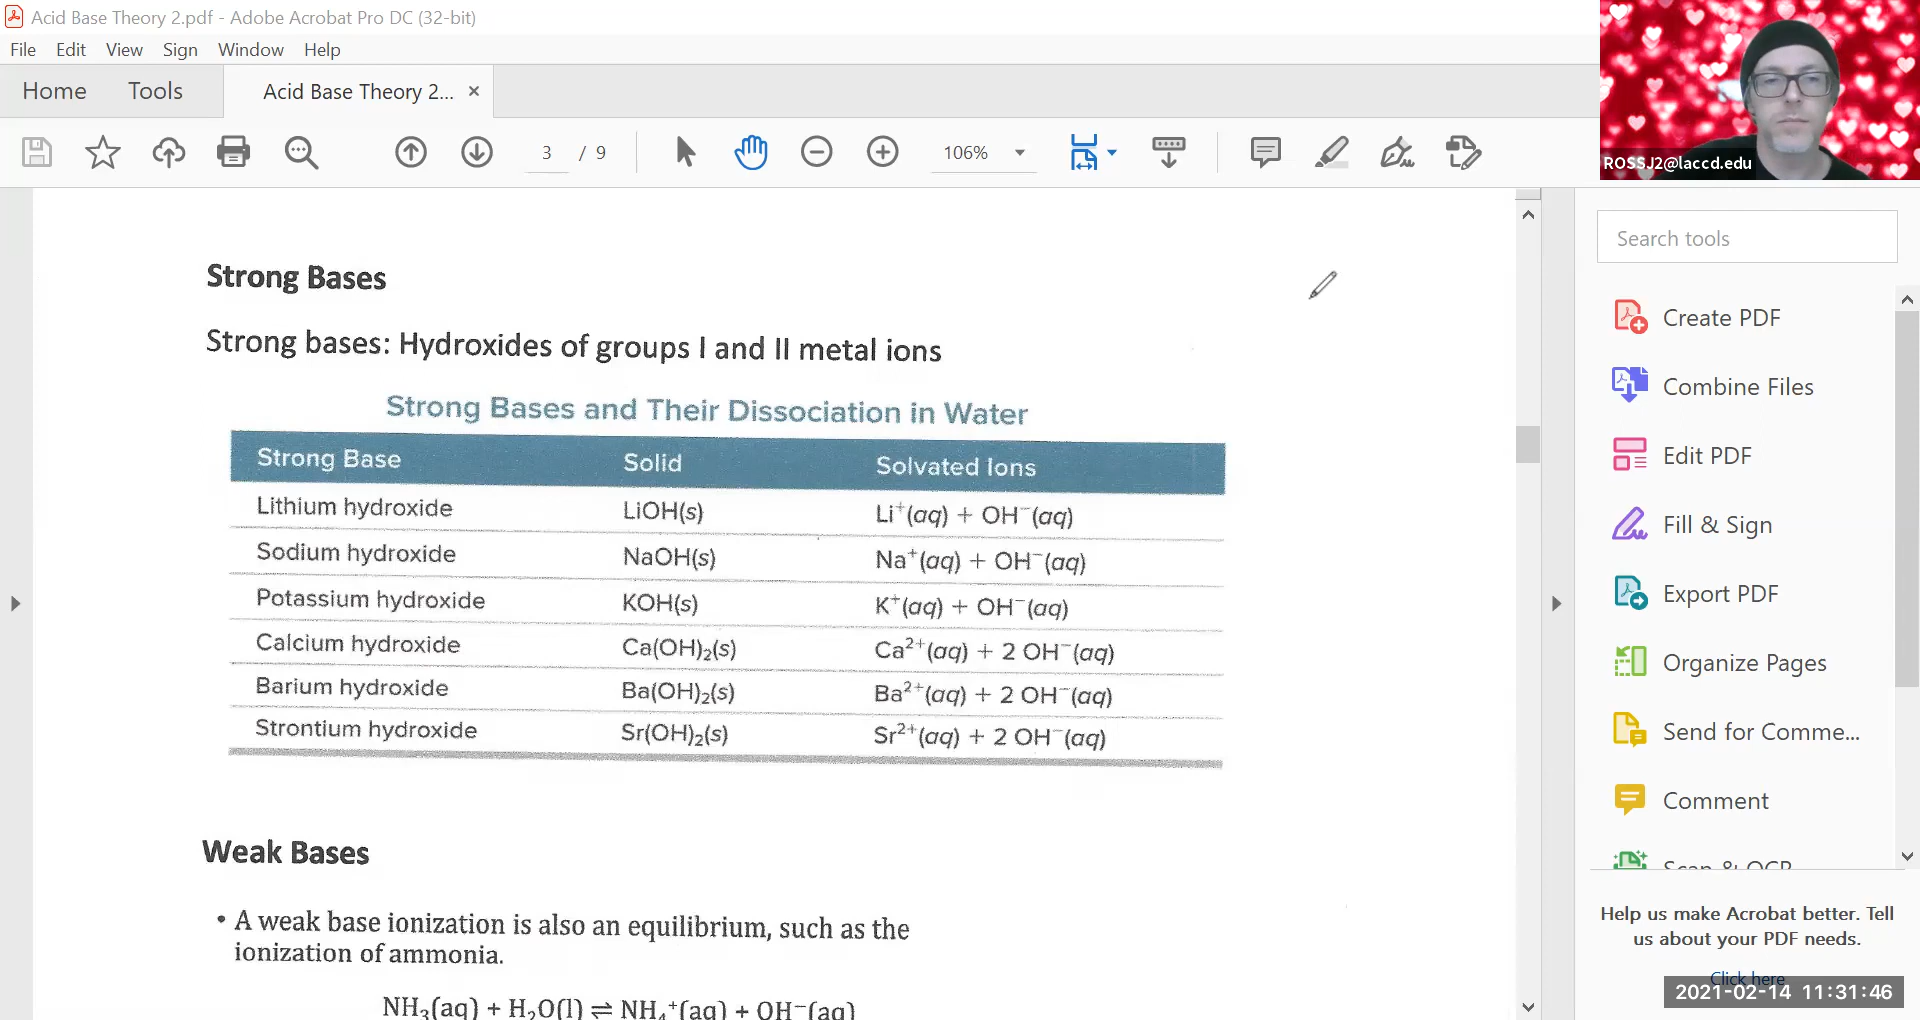 Acid Base Theory 2.pdf - Adobe Acrobat Pro DC (32-bit)
File Edit View Sign Window Help
Home Tools Acid Base Theory 2... ×
3 / 9 106%
ROSSJ2@laccd.edu
Strong Bases
Strong bases: Hydroxides of groups I and II metal ions
Strong Bases and Their Dissociation in Water
Strong Base Solid Solvated Ions
Lithium hydroxide LiOH(s) Li⁺(aq) + OH⁻(aq)
Sodium hydroxide NaOH(s) Na⁺(aq) + OH⁻(aq)
Potassium hydroxide KOH(s) K⁺(aq) + OH⁻(aq)
Calcium hydroxide Ca(OH)₂(s) Ca²⁺(aq) + 2 OH⁻(aq)
Barium hydroxide Ba(OH)₂(s) Ba²⁺(aq) + 2 OH⁻(aq)
Strontium hydroxide Sr(OH)₂(s) Sr²⁺(aq) + 2 OH⁻(aq)
Weak Bases
• A weak base ionization is also an equilibrium, such as the
ionization of ammonia.
NH₃(aq) + H₂O(l) ⇌ NH₄⁺(aq) + OH⁻(aq)
Search tools
Create PDF
Combine Files
Edit PDF
Fill & Sign
Export PDF
Organize Pages
Send for Comme...
Comment
Scan & OCR
Help us make Acrobat better. Tell
us about your PDF needs.
Click here
2021-02-14 11:31:46